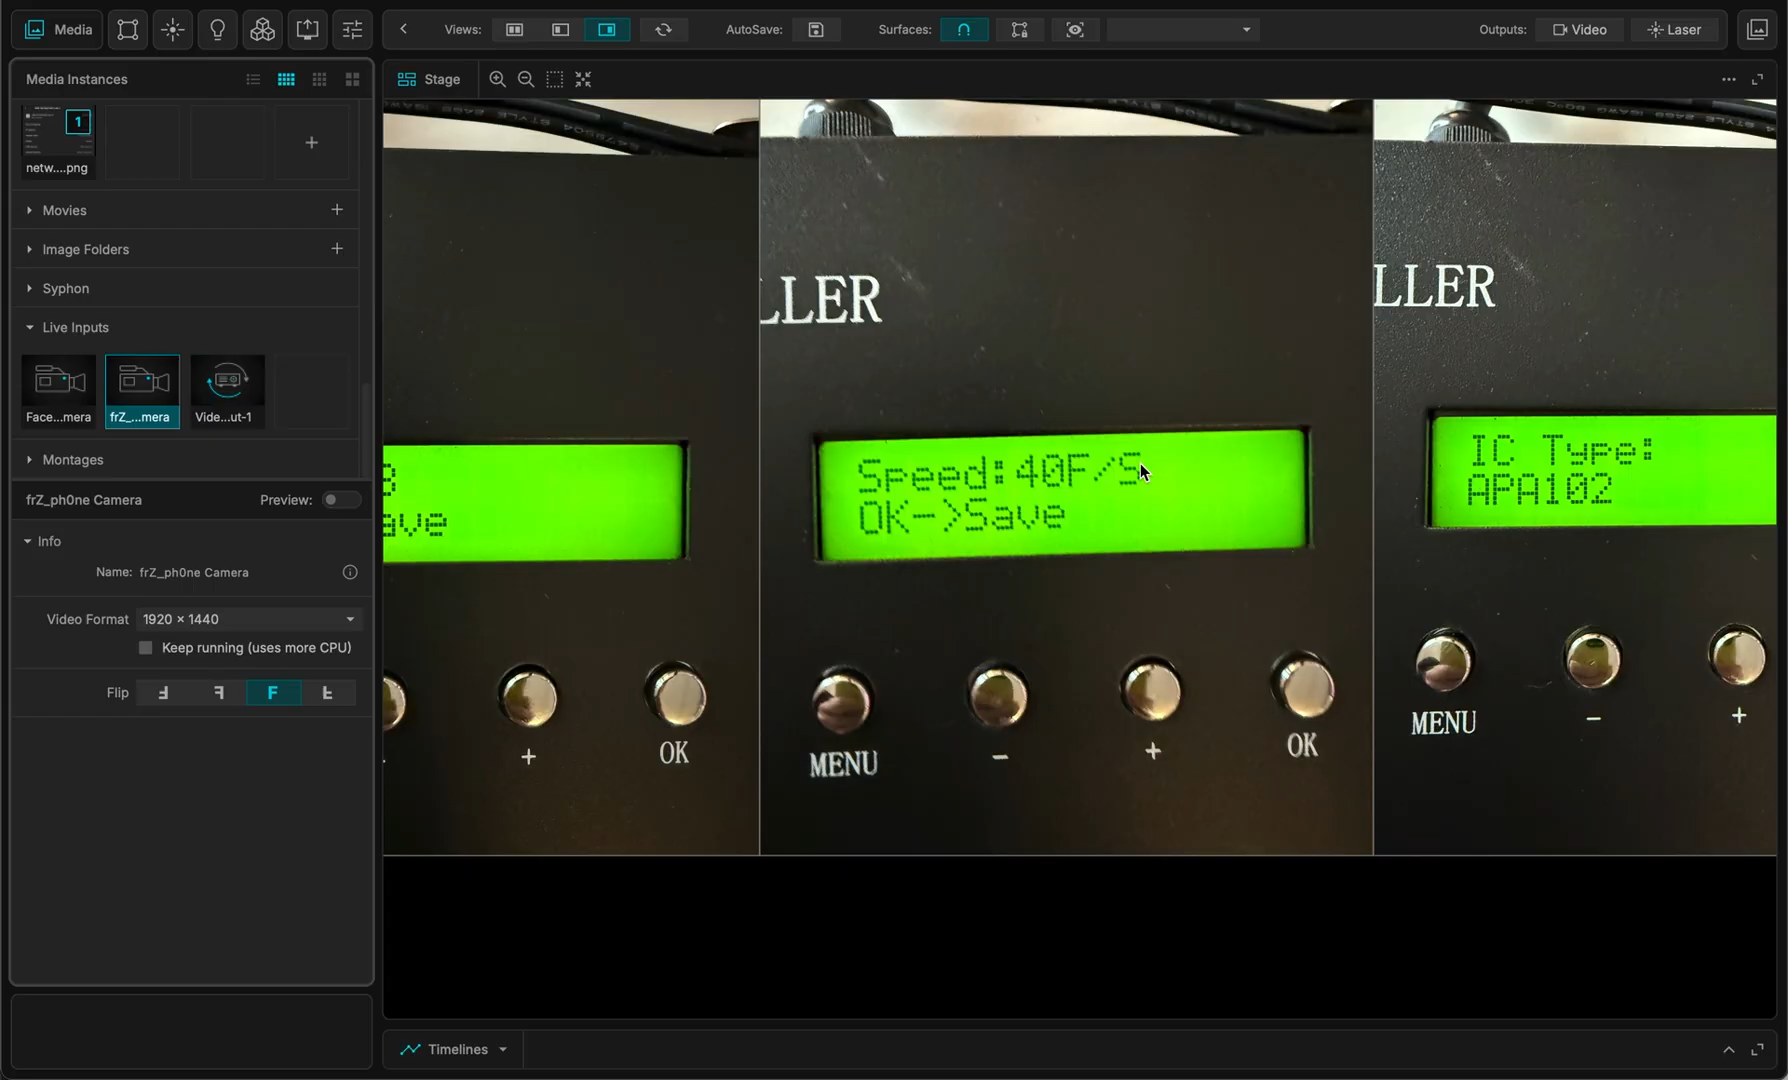 Media
Views:
AutoSave:
Surfaces:
Outputs:
Video
Laser
Media Instances
1
netw....png
Movies
Image Folders
Syphon
Live Inputs
Face...mera
frZ_...mera
Vide...ut-1
Montages
frZ_ph0ne Camera
Preview:
Info
Name: frZ_ph0ne Camera
Video Format
1920 × 1440
Keep running (uses more CPU)
Flip
F
Stage
ave
+
OK
LLER
Speed:40F/S
OK->Save
MENU
-
+
OK
LLER
IC Type:
APA102
MENU
-
+
Timelines